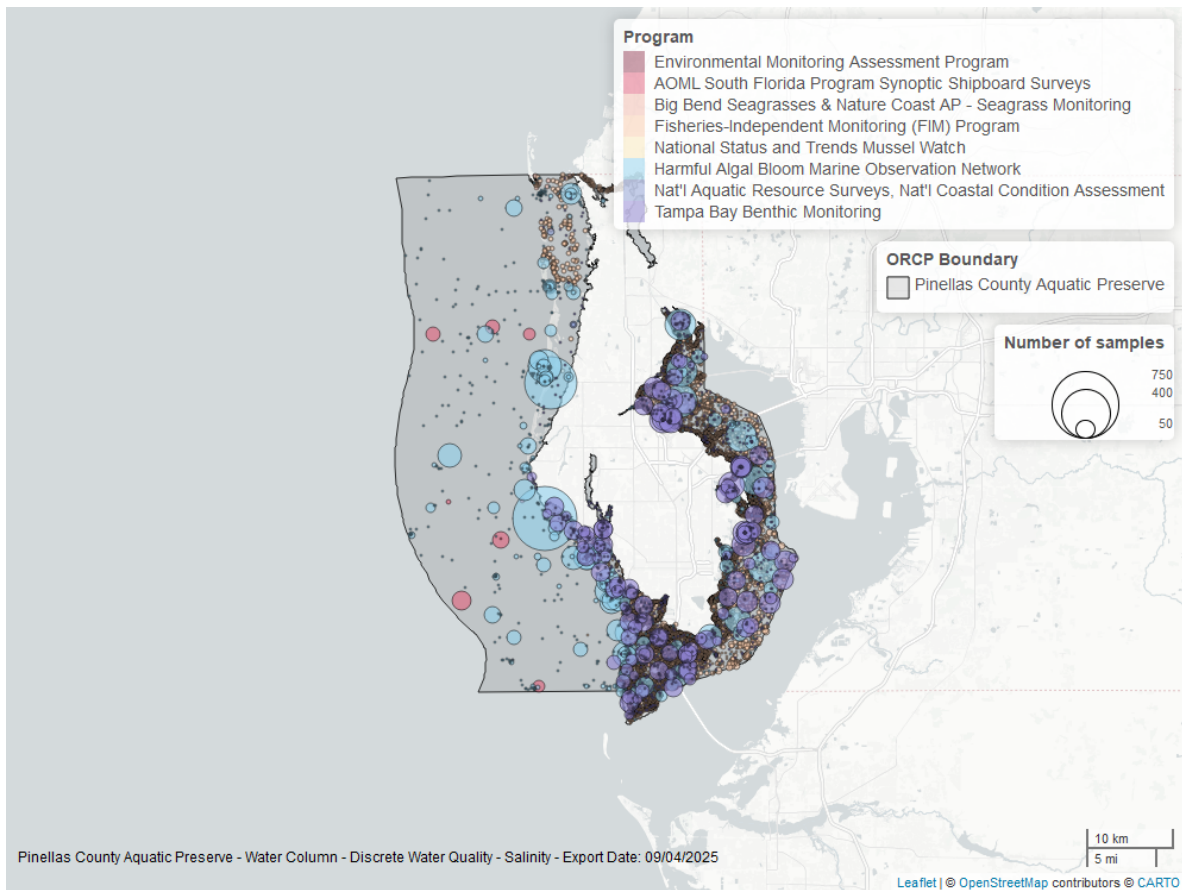 Program
Environmental Monitoring Assessment Program
AOML South Florida Program Synoptic Shipboard Surveys
Big Bend Seagrasses & Nature Coast AP - Seagrass Monitoring
Fisheries-Independent Monitoring (FIM) Program
National Status and Trends Mussel Watch
Harmful Algal Bloom Marine Observation Network
Nat'l Aquatic Resource Surveys, Nat'l Coastal Condition Assessment
Tampa Bay Benthic Monitoring
ORCP Boundary
Pinellas County Aquatic Preserve
Number of samples
750
400
50
10 km
5 mi
Pinellas County Aquatic Preserve - Water Column - Discrete Water Quality - Salinity - Export Date: 09/04/2025
Leaflet | © OpenStreetMap contributors © CARTO